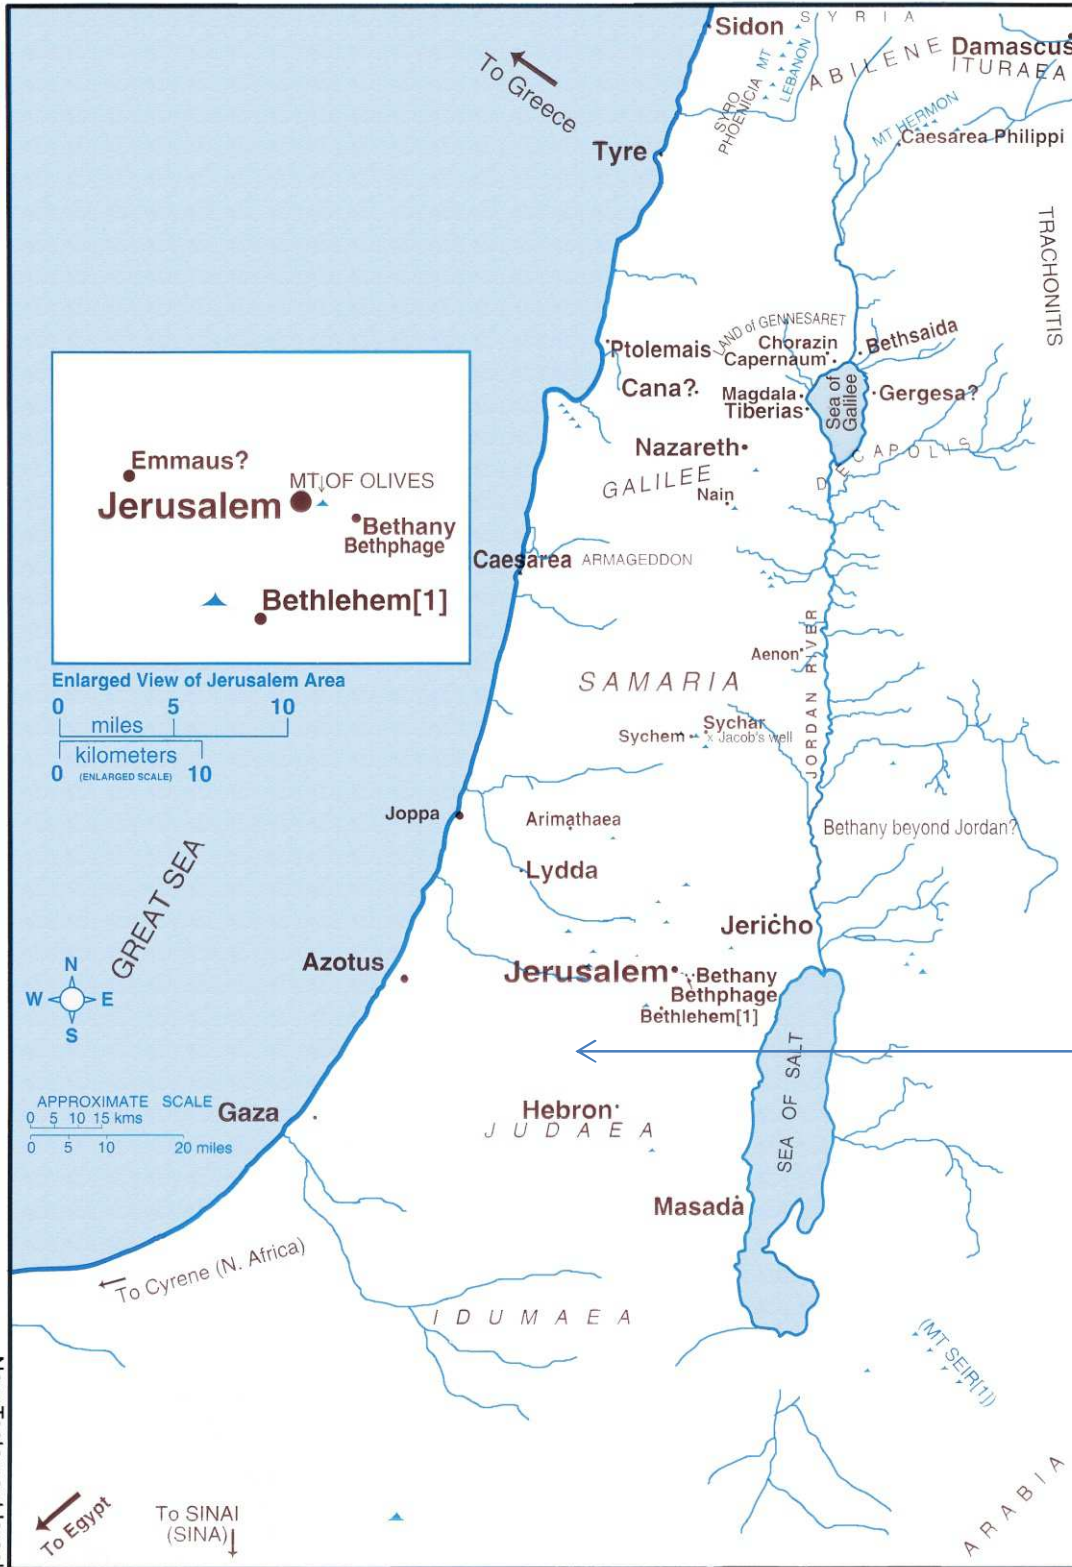 Sidon
SYRIA
Damascus
ITURAEA
ABILENE
MT LEBANON
SYRO PHOENICIA
To Greece
MT HERMON
Caesarea Philippi
Tyre
TRACHONITIS
LAND of GENNESARET
Ptolemais
Chorazin
Capernaum
Bethsaida
Cana?
Magdala
Tiberias
Sea of Galilee
Gergesa?
Nazareth
DECAPOLIS
GALILEE
Nain
Emmaus?
MT OF OLIVES
Jerusalem
Bethany
Bethphage
Bethlehem[1]
Enlarged View of Jerusalem Area
0 5 10
miles
kilometers
0 (ENLARGED SCALE) 10
Caesarea
ARMAGEDDON
Aenon
JORDAN RIVER
SAMARIA
Sychar
Sychem
x Jacob's well
Joppa
Arimathaea
Bethany beyond Jordan?
Lydda
GREAT SEA
Jericho
Azotus
Jerusalem
Bethany
Bethphage
Bethlehem[1]
N
W E
S
SEA OF SALT
APPROXIMATE SCALE
0 5 10 15 kms
0 5 10 20 miles
Gaza
Hebron
JUDAEA
Masada
To Cyrene (N. Africa)
IDUMAEA
(MT SEIR[1])
To Egypt
To SINAI
(SINA)
ARABIA